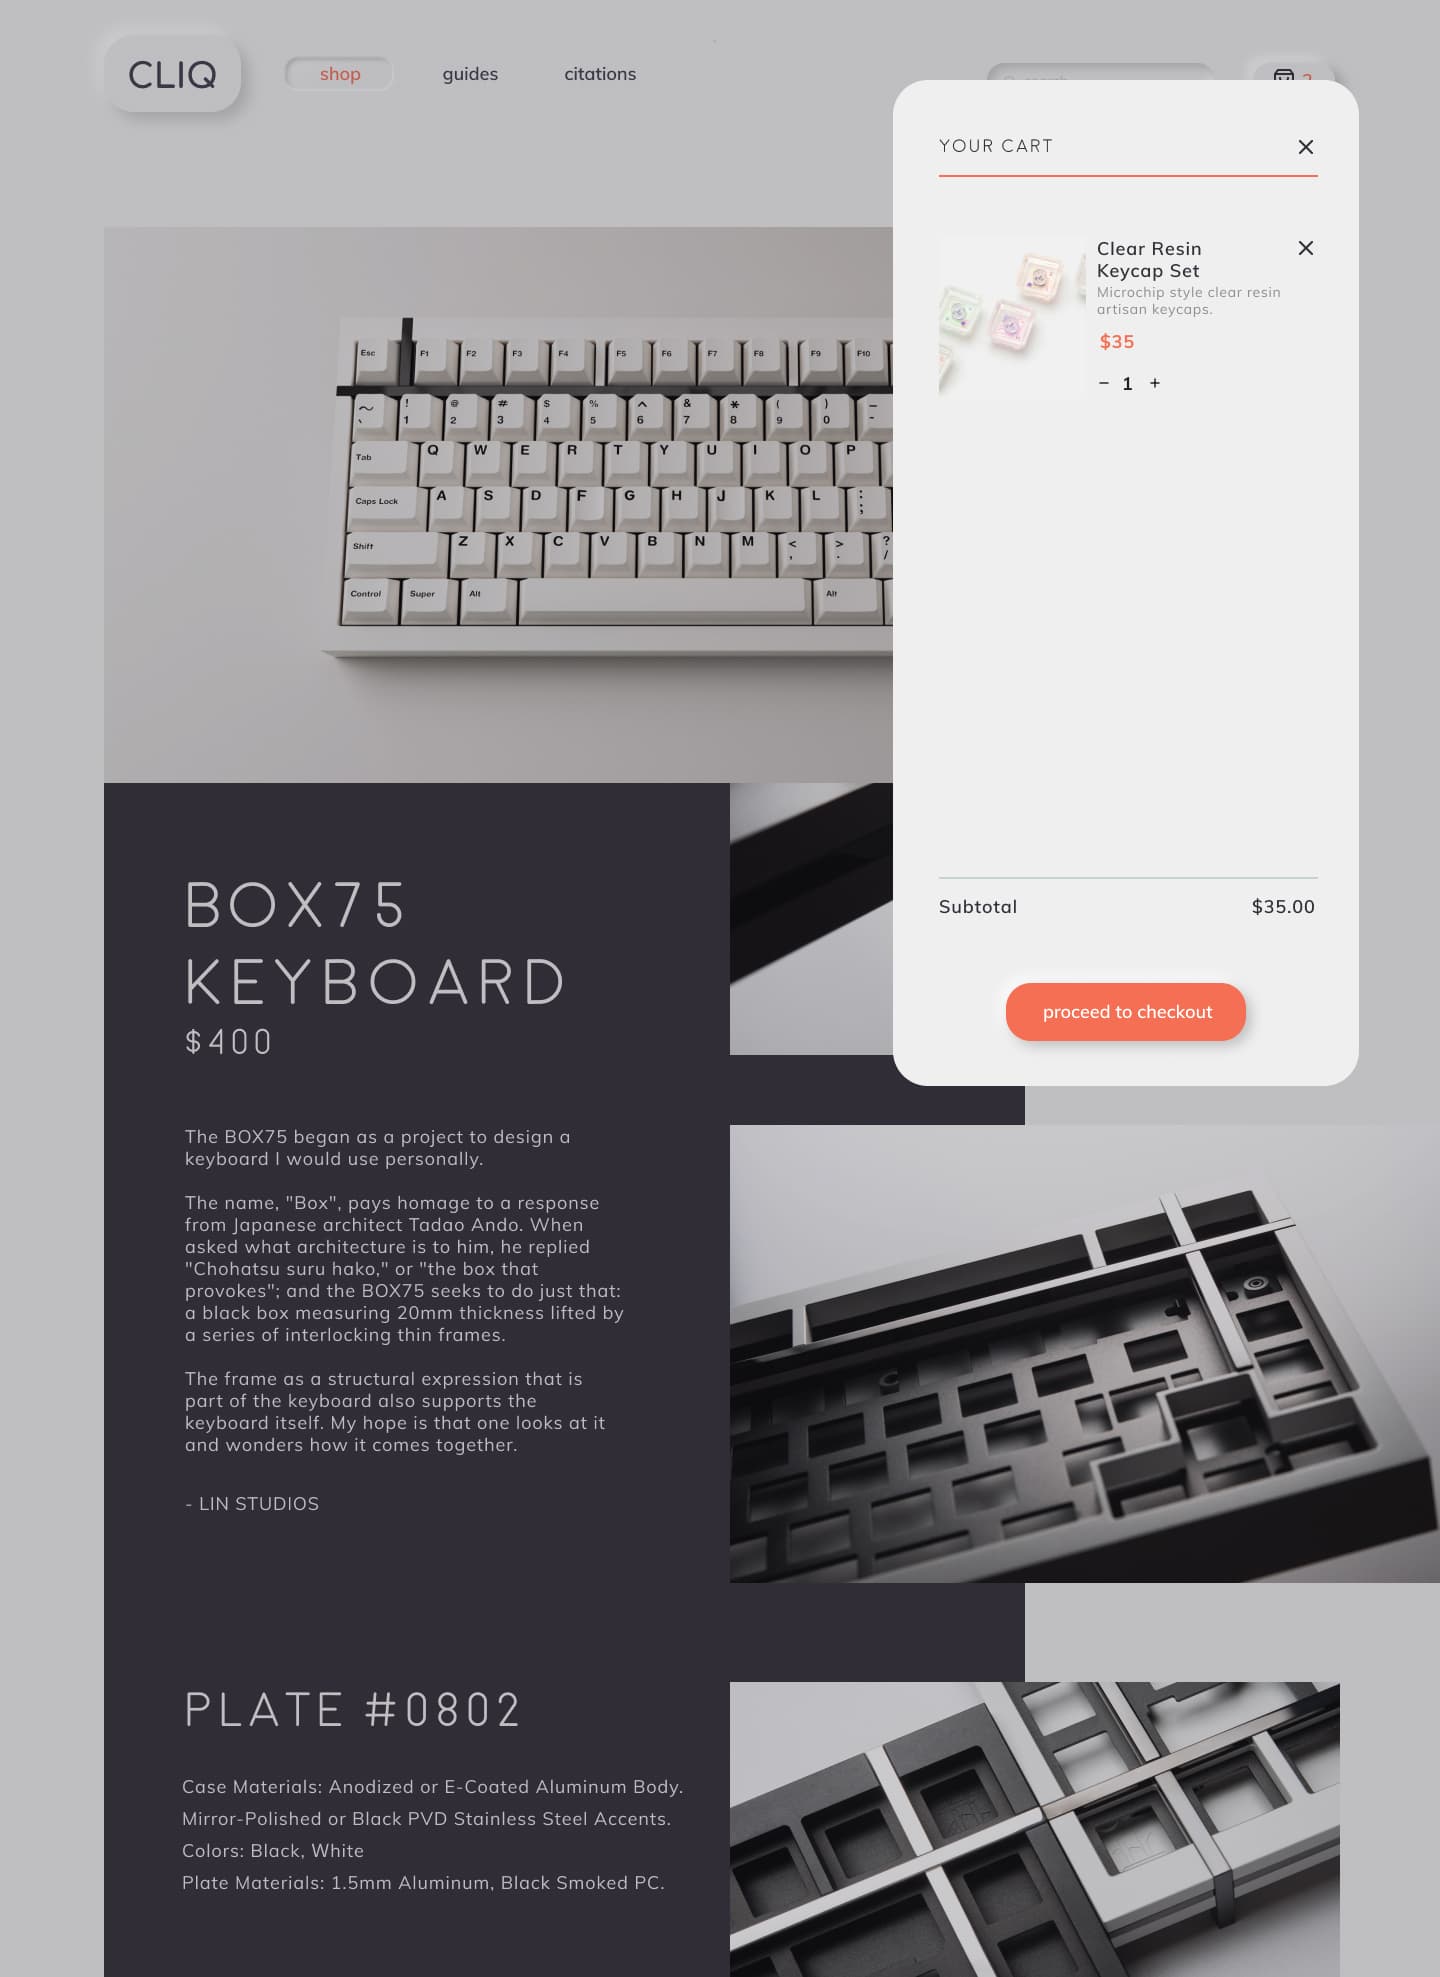 CLIQ
shop
guides
citations
YOUR CART
Clear Resin
Keycap Set
Microchip style clear resin
artisan keycaps.
$35
− 1 +
Esc F1 F2 F3 F4 F5 F6 F7 F8 F9 F10
~ ! @ # $ % ^ & * ( ) –
` 1 2 3 4 5 6 7 8 9 0 -
Tab Q W E R T Y U I O P
Caps Lock A S D F G H J K L : ;
Shift Z X C V B N M < , > . ? /
Control Super Alt Alt
Subtotal
$35.00
proceed to checkout
BOX75
KEYBOARD
$400
The BOX75 began as a project to design a
keyboard I would use personally.
The name, "Box", pays homage to a response
from Japanese architect Tadao Ando. When
asked what architecture is to him, he replied
"Chohatsu suru hako," or "the box that
provokes"; and the BOX75 seeks to do just that:
a black box measuring 20mm thickness lifted by
a series of interlocking thin frames.
The frame as a structural expression that is
part of the keyboard also supports the
keyboard itself. My hope is that one looks at it
and wonders how it comes together.
- LIN STUDIOS
PLATE #0802
Case Materials: Anodized or E-Coated Aluminum Body.
Mirror-Polished or Black PVD Stainless Steel Accents.
Colors: Black, White
Plate Materials: 1.5mm Aluminum, Black Smoked PC.